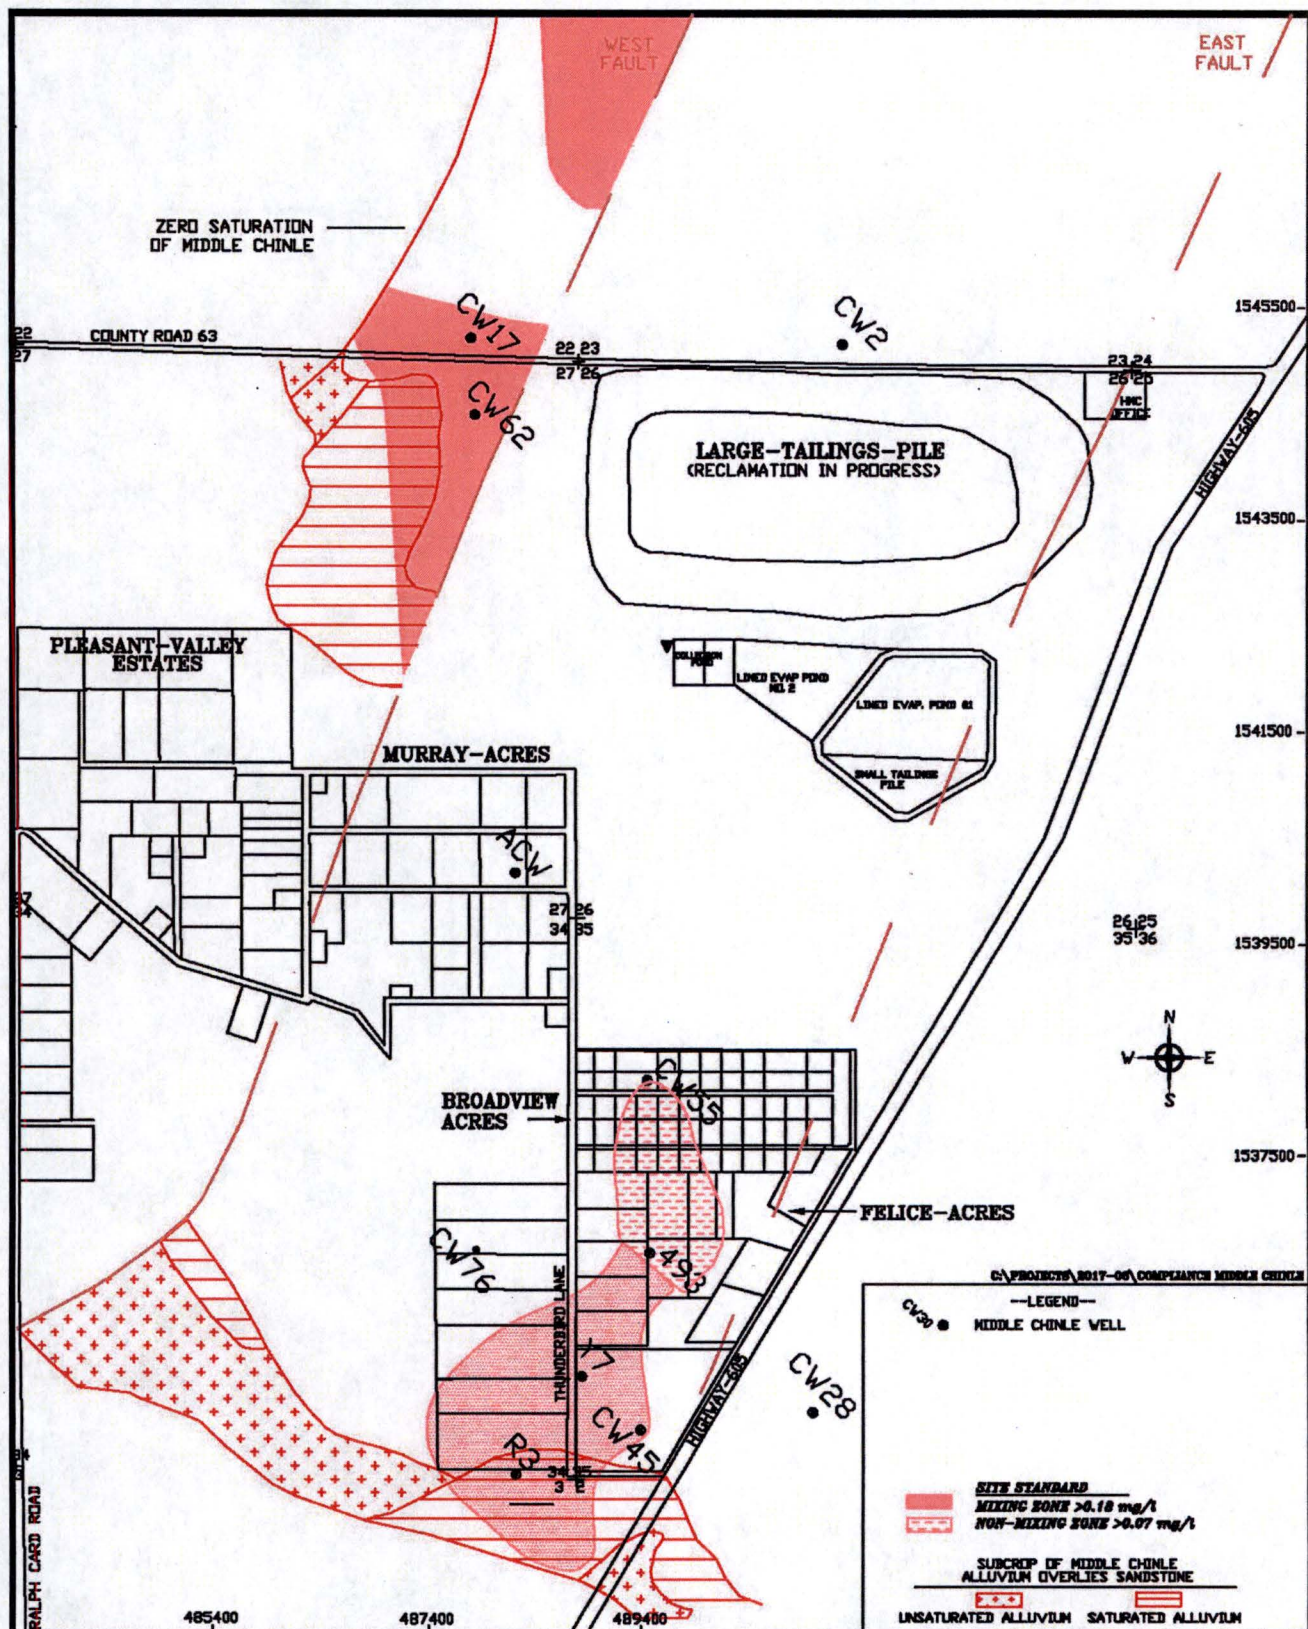 WEST
FAULT
EAST
FAULT
ZERO SATURATION
OF MIDDLE CHINLE
CW17
CW2
1545500
22
27
COUNTY ROAD 63
22 23
27 26
23 24
26 25
HMC
OFFICE
CW62
LARGE-TAILINGS-PILE
(RECLAMATION IN PROGRESS)
HIGHWAY-605
1543500
PLEASANT-VALLEY
ESTATES
COLLECTION
POND
LINED EVAP POND
NO. 2
LINED EVAP. POND #1
1541500
MURRAY-ACRES
SMALL TAILINGS
PILE
ACW
27 26
34 35
26 25
35 36
1539500
N
W E
S
CW55
BROADVIEW
ACRES
1537500
FELICE-ACRES
CW76
493
THUNDERBIRD LANE
C:\PROJECTS\2017-06\COMPLIANCE MIDDLE CHINLE
--LEGEND--
CW30
MIDDLE CHINLE WELL
CW28
HIGHWAY-605
CW45
R3
34 35
3 2
SITE STANDARD
MIXING ZONE >0.18 mg/l
NON-MIXING ZONE >0.07 mg/l
SUBCROP OF MIDDLE CHINLE
ALLUVIUM OVERLIES SANDSTONE
UNSATURATED ALLUVIUM SATURATED ALLUVIUM
RALPH CARD ROAD
485400
487400
489400